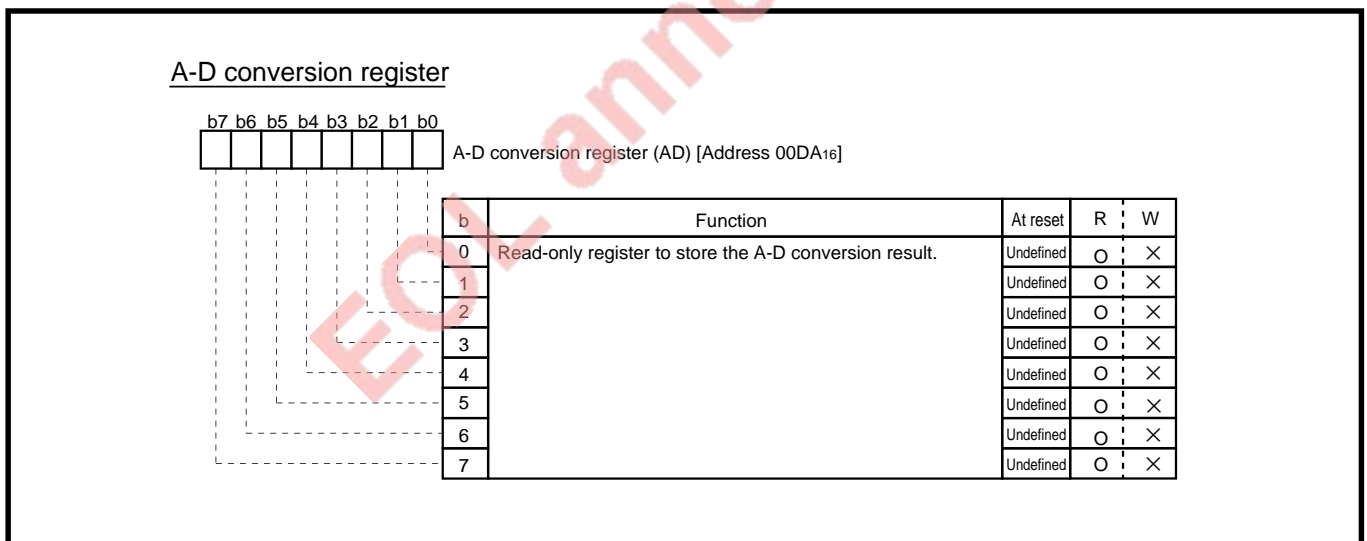 EOL anno
A-D conversion register
b7 b6 b5 b4 b3 b2 b1 b0
A-D conversion register (AD) [Address 00DA16]
b Function At reset R W
0 Read-only register to store the A-D conversion result. Undefined O ×
1 Undefined O ×
2 Undefined O ×
3 Undefined O ×
4 Undefined O ×
5 Undefined O ×
6 Undefined O ×
7 Undefined O ×